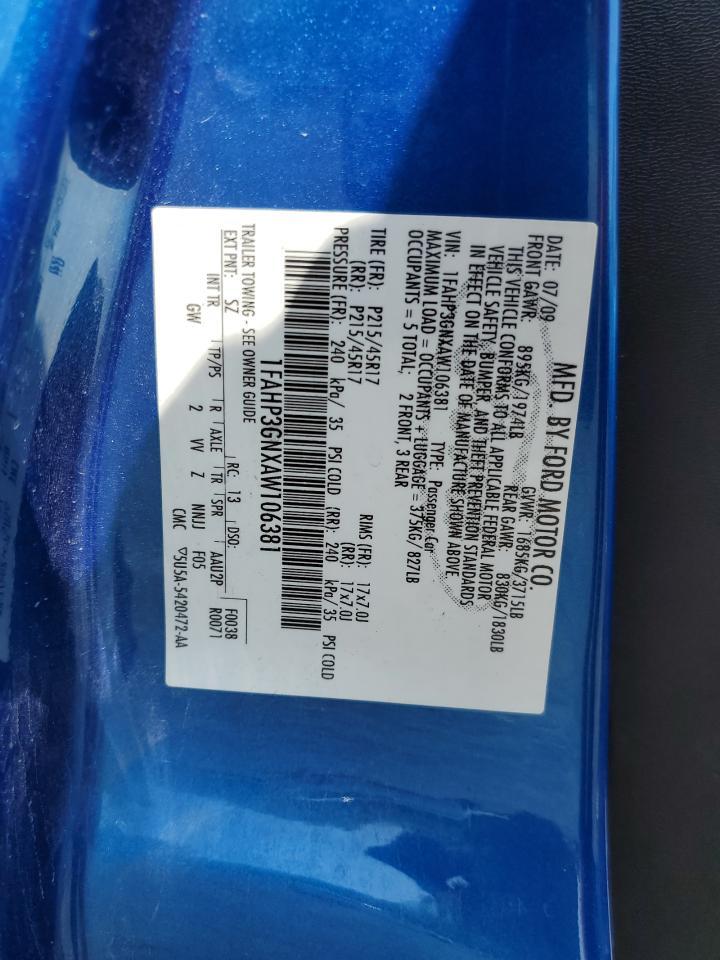 MFD. BY FORD MOTOR CO.
DATE: 07/09 GVWR: 1685KG/3715LB
FRONT GAWR: 895KG/1974LB REAR GAWR: 830KG/1830LB
THIS VEHICLE CONFORMS TO ALL APPLICABLE FEDERAL MOTOR
VEHICLE SAFETY, BUMPER, AND THEFT PREVENTION STANDARDS
IN EFFECT ON THE DATE OF MANUFACTURE SHOWN ABOVE
VIN: 1FAHP3GNXAW106381 TYPE: Passenger Car
MAXIMUM LOAD = OCCUPANTS + LUGGAGE = 375KG/827LB
OCCUPANTS = 5 TOTAL; 2 FRONT, 3 REAR
TIRE (FR): P215/45R17 RIMS (FR): 17x7.0J
(RR): P215/45R17 (RR): 17x7.0J
PRESSURE (FR): 240 kPa/ 35 PSI COLD (RR): 240 kPa/ 35 PSI COLD
1FAHP3GNXAW106381
TRAILER TOWING - SEE OWNER GUIDE
EXT PNT: SZ RC: 13 DSO: F0038
INT TR TP/PS R AXLE TR SPR AAU2P R0071
GW 2 VV Z NNJJ F05
CMC 5U5A-5420472-AA